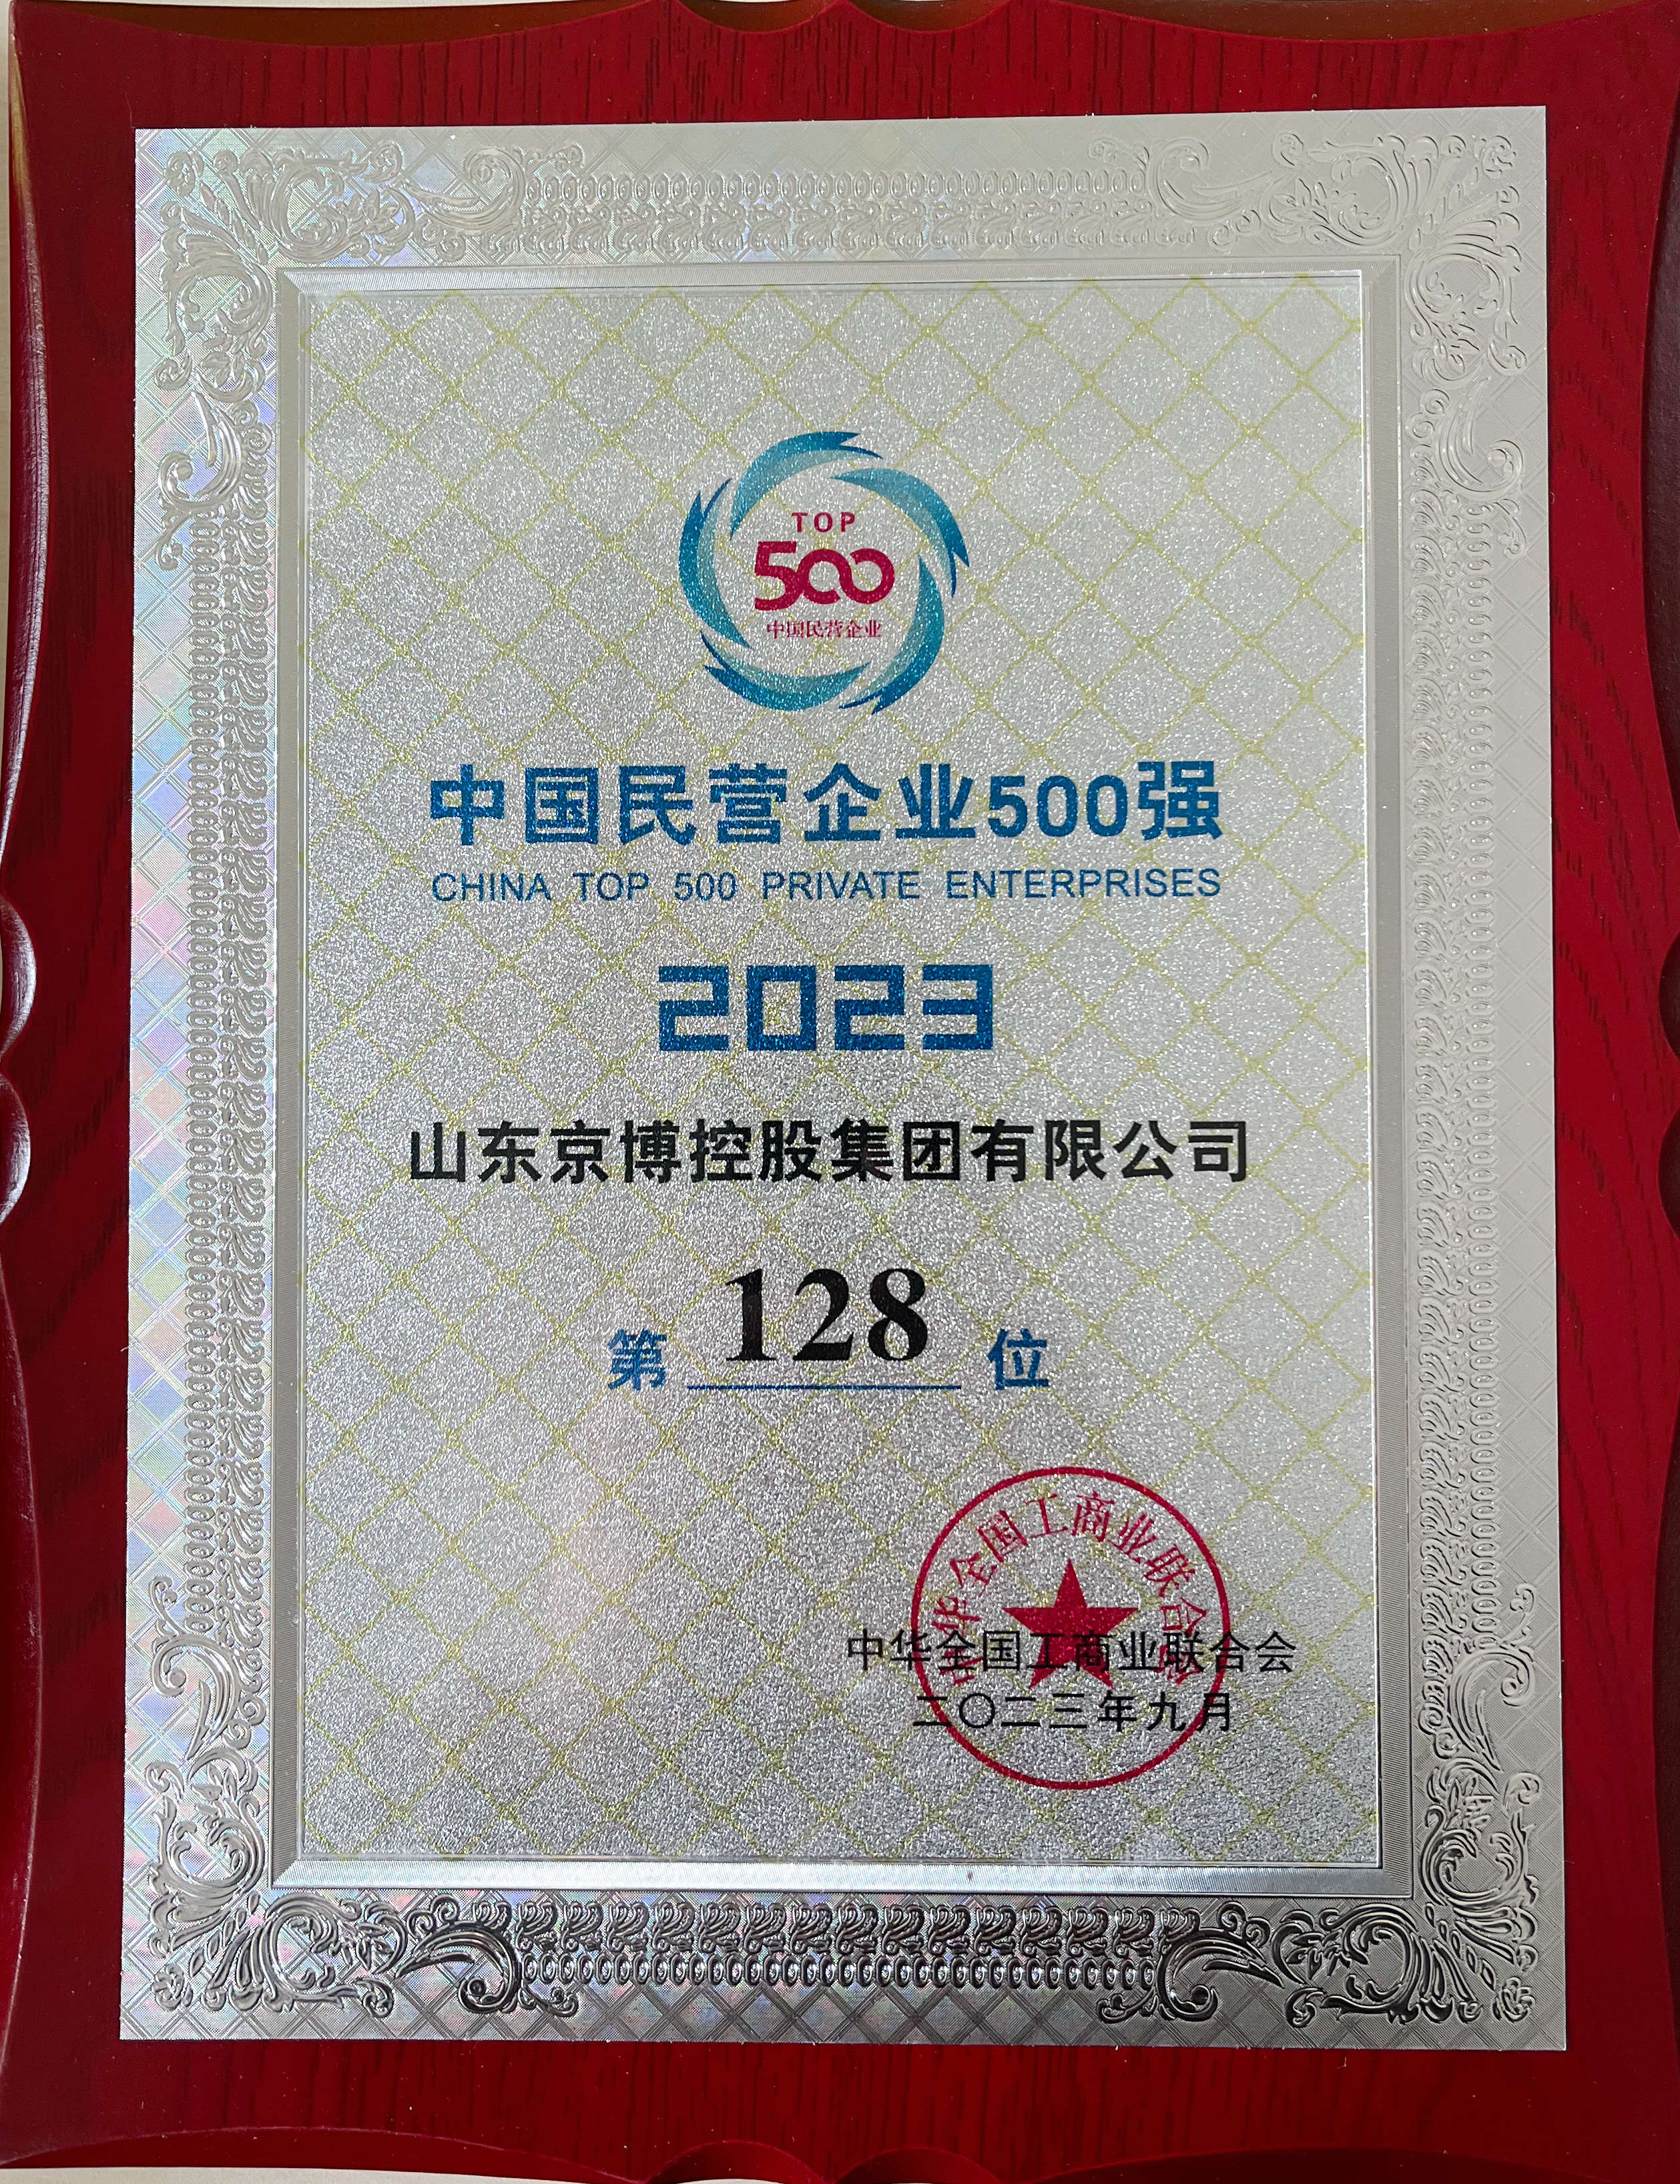 TOP
500
中国民营企业
中国民营企业500强
CHINA TOP 500 PRIVATE ENTERPRISES
2023
山东京博控股集团有限公司
第 128 位
中华全国工商业联合会
中华全国工商业联合会
二〇二三年九月